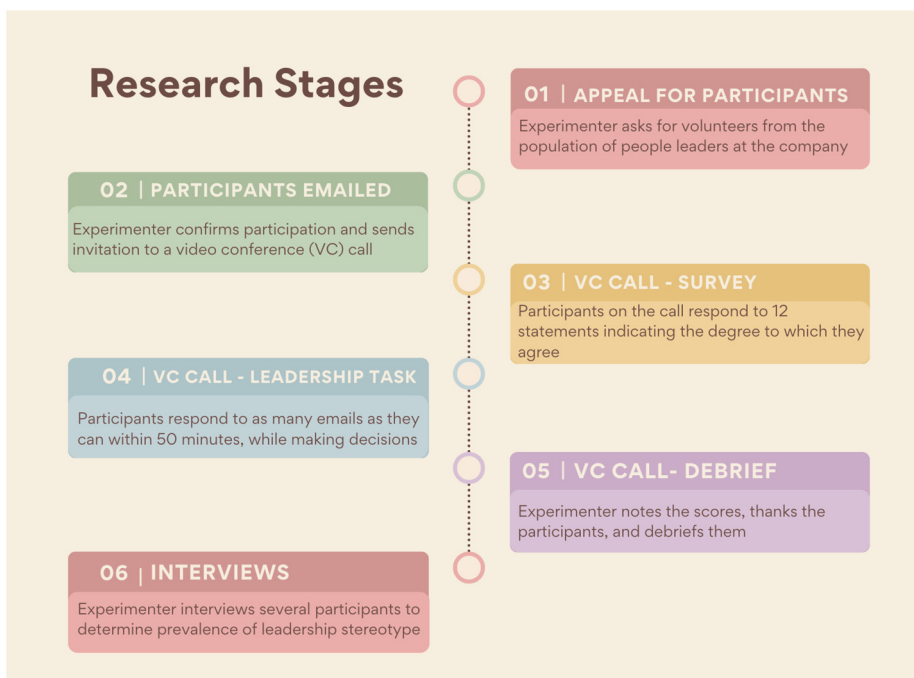 Research Stages
01 | APPEAL FOR PARTICIPANTS
Experimenter asks for volunteers from the
population of people leaders at the company
02 | PARTICIPANTS EMAILED
Experimenter confirms participation and sends
invitation to a video conference (VC) call
03 | VC CALL - SURVEY
Participants on the call respond to 12
statements indicating the degree to which they
agree
04 | VC CALL - LEADERSHIP TASK
Participants respond to as many emails as they
can within 50 minutes, while making decisions
05 | VC CALL- DEBRIEF
Experimenter notes the scores, thanks the
participants, and debriefs them
06 | INTERVIEWS
Experimenter interviews several participants to
determine prevalence of leadership stereotype